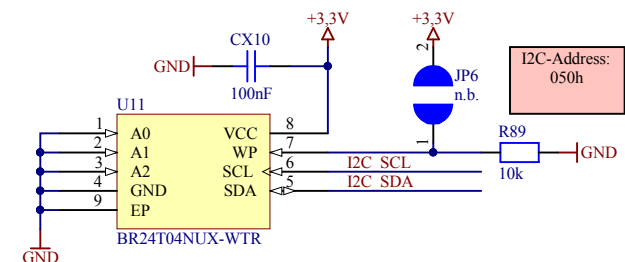 +3,3V
+3,3V
CX10
GND
100nF
2
JP6
n.b.
I2C-Address:
050h
U11
1
A0
VCC
8
2
A1
WP
7
1
R89
GND
10k
3
A2
SCL
6
I2C_SCL
4
GND
SDA
5
I2C_SDA
9
EP
BR24T04NUX-WTR
GND